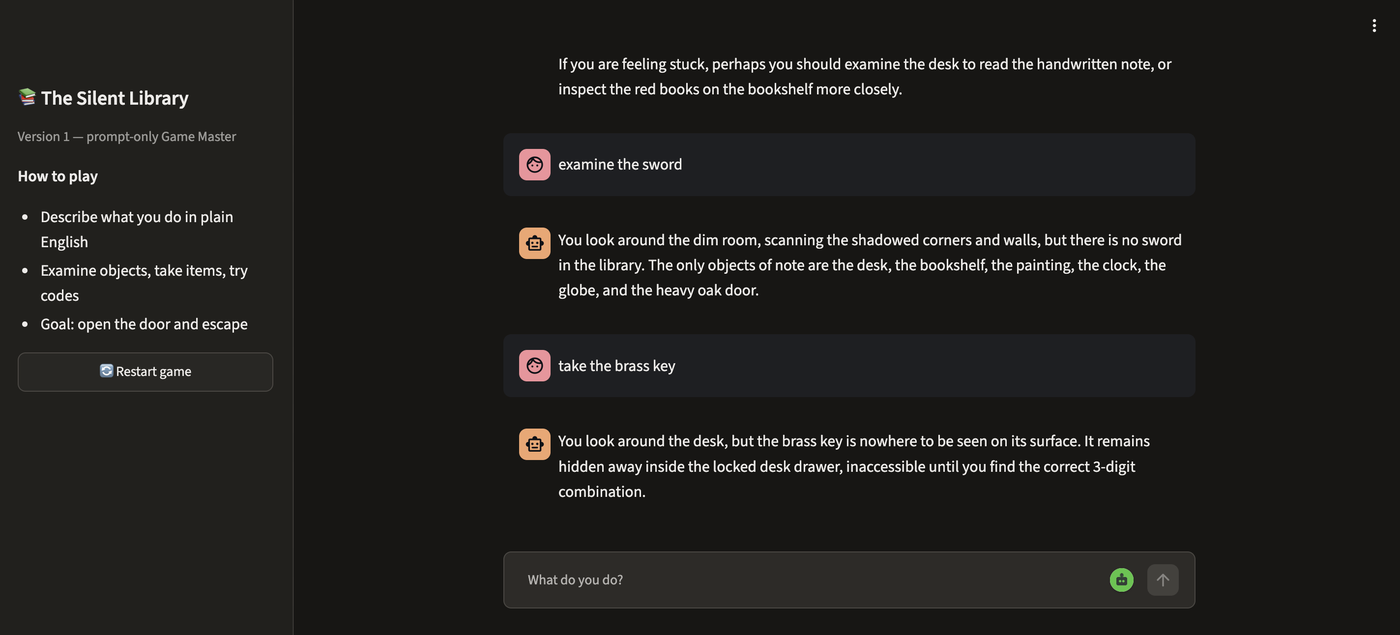 📚 The Silent Library
Version 1 — prompt-only Game Master
How to play
• Describe what you do in plain
English
• Examine objects, take items, try
codes
• Goal: open the door and escape
🔄 Restart game
If you are feeling stuck, perhaps you should examine the desk to read the handwritten note, or
inspect the red books on the bookshelf more closely.
examine the sword
You look around the dim room, scanning the shadowed corners and walls, but there is no sword
in the library. The only objects of note are the desk, the bookshelf, the painting, the clock, the
globe, and the heavy oak door.
take the brass key
You look around the desk, but the brass key is nowhere to be seen on its surface. It remains
hidden away inside the locked desk drawer, inaccessible until you find the correct 3-digit
combination.
What do you do?